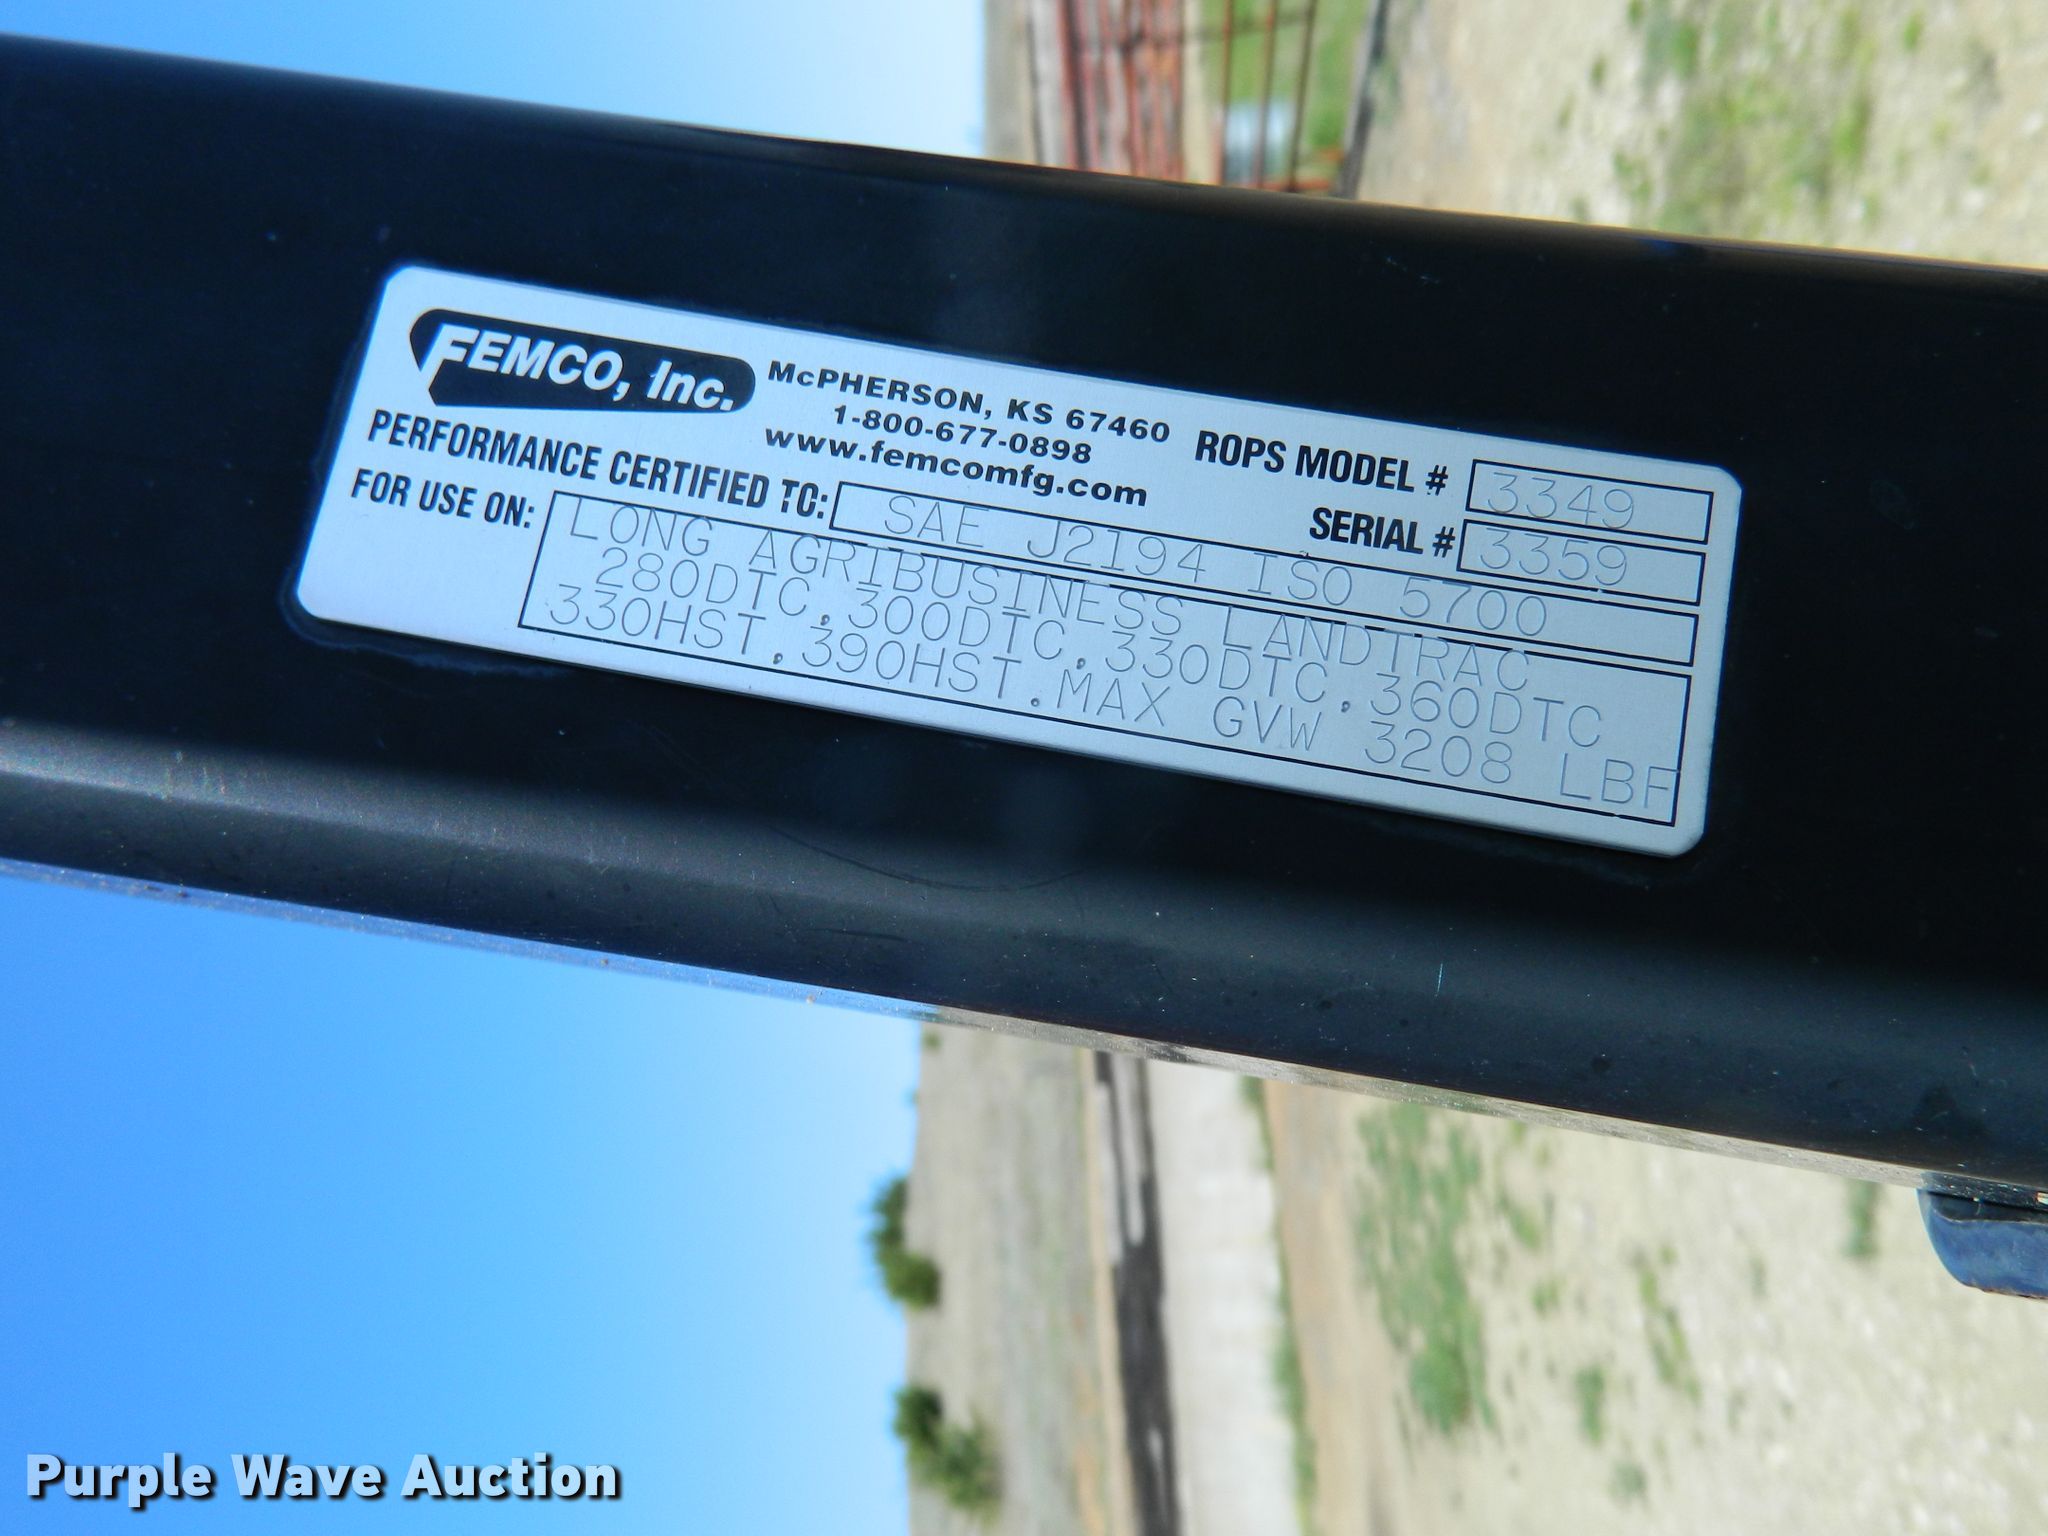 FEMCO, Inc.
McPHERSON, KS 67460
1-800-677-0898
www.femcomfg.com
ROPS MODEL # 3349
SERIAL # 3359
PERFORMANCE CERTIFIED TO: SAE J2194 ISO 5700
FOR USE ON: LONG AGRIBUSINESS LANDTRAC
280DTC,300DTC,330DTC,360DTC
330HST,390HST.MAX GVW 3208 LBF
Purple Wave Auction